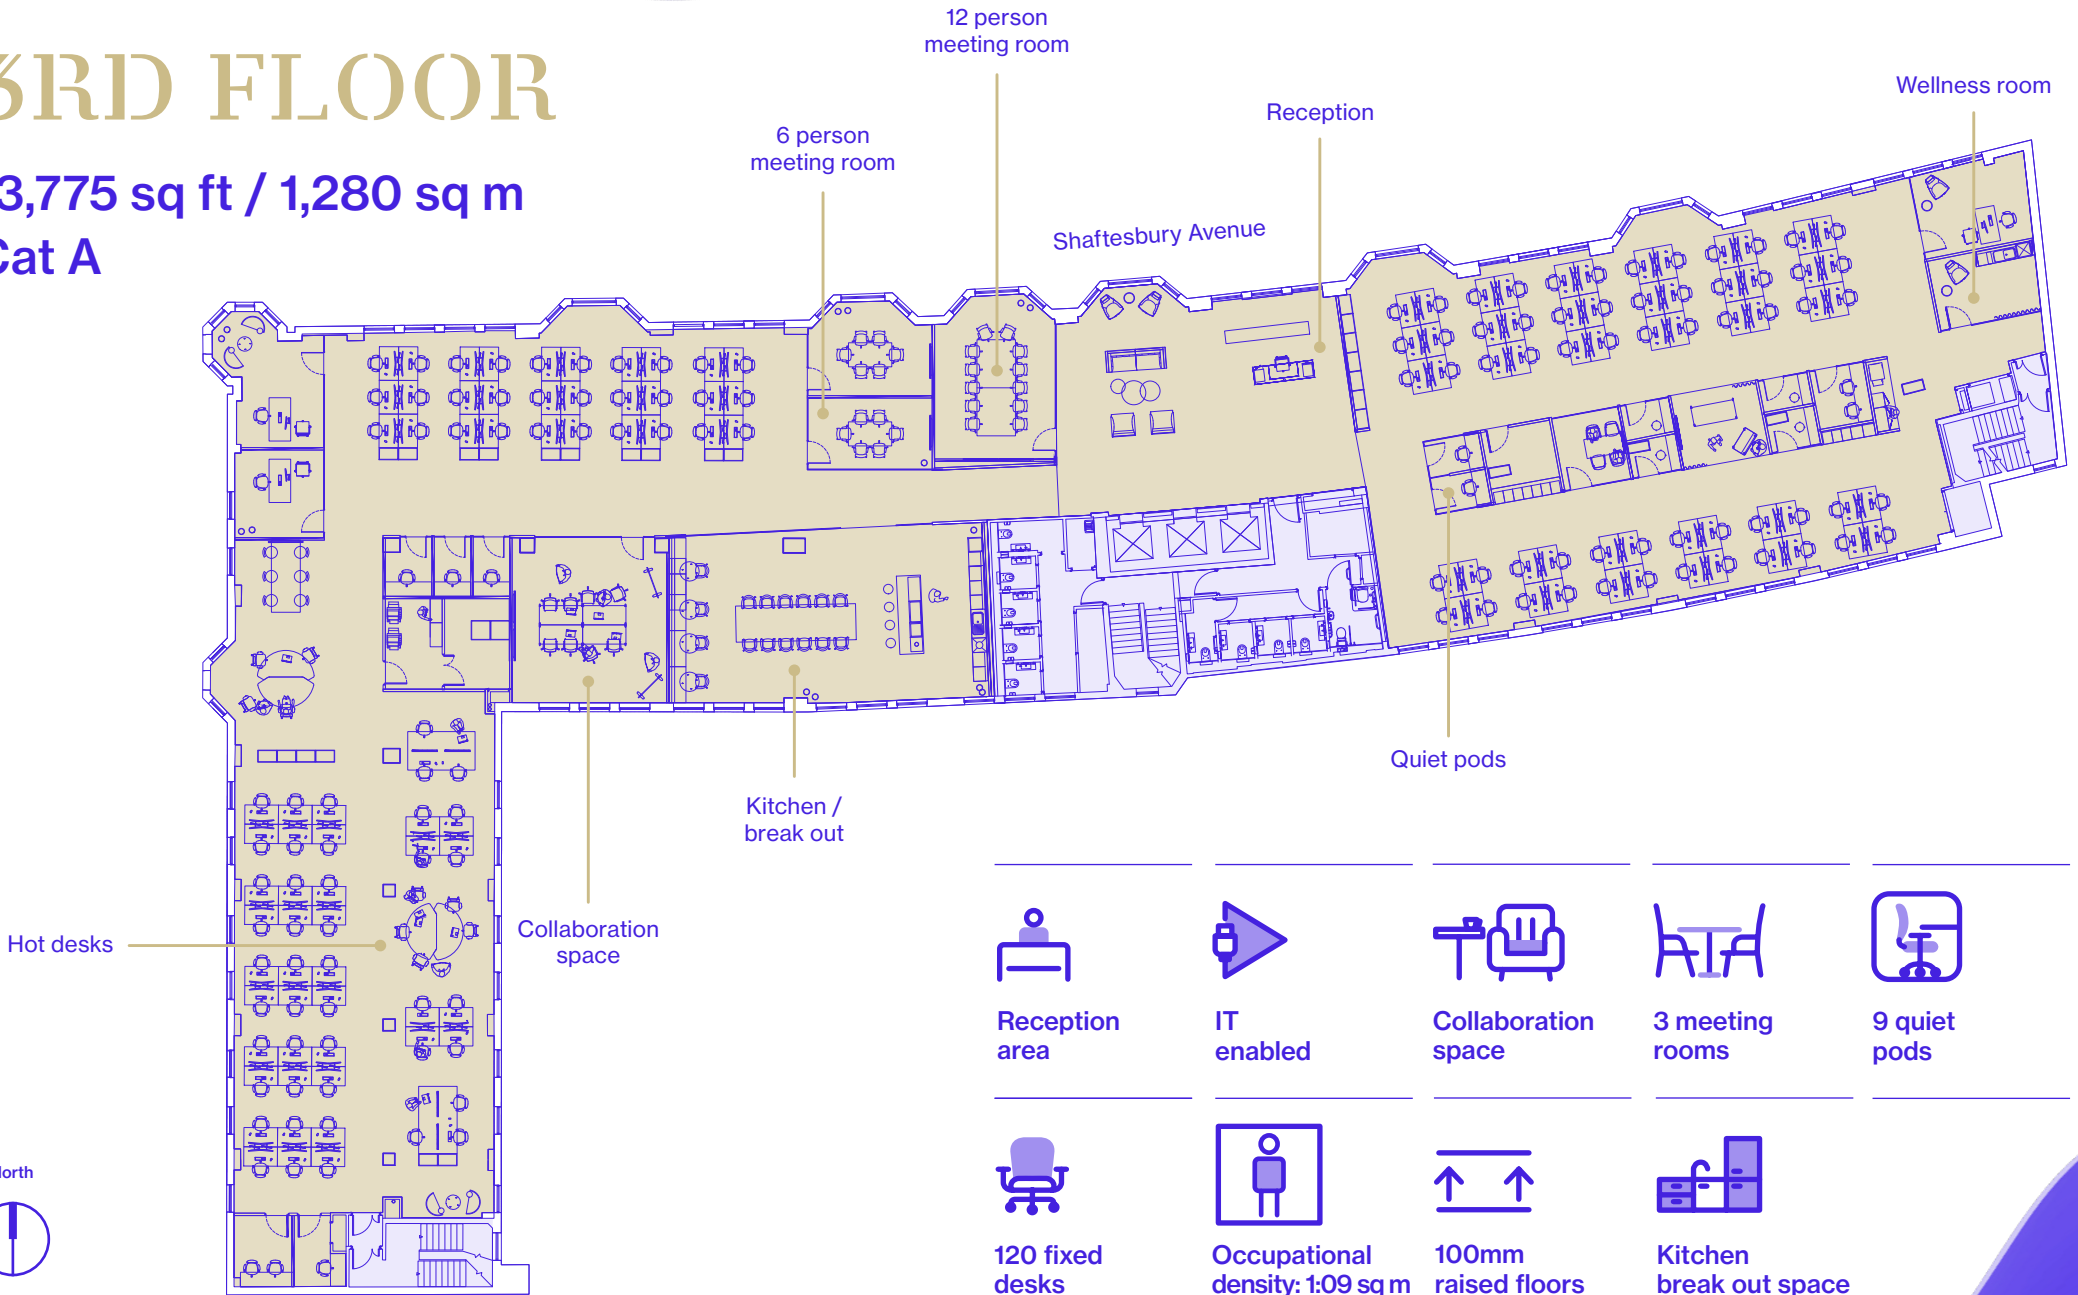 3RD FLOOR
3,775 sq ft / 1,280 sq m
Cat A
12 person
meeting room
6 person
meeting room
Reception
Wellness room
Shaftesbury Avenue
Quiet pods
Kitchen /
break out
Collaboration
space
Hot desks
North
Reception
area
IT
enabled
Collaboration
space
3 meeting
rooms
9 quiet
pods
120 fixed
desks
Occupational
density: 1:09 sq m
100mm
raised floors
Kitchen
break out space